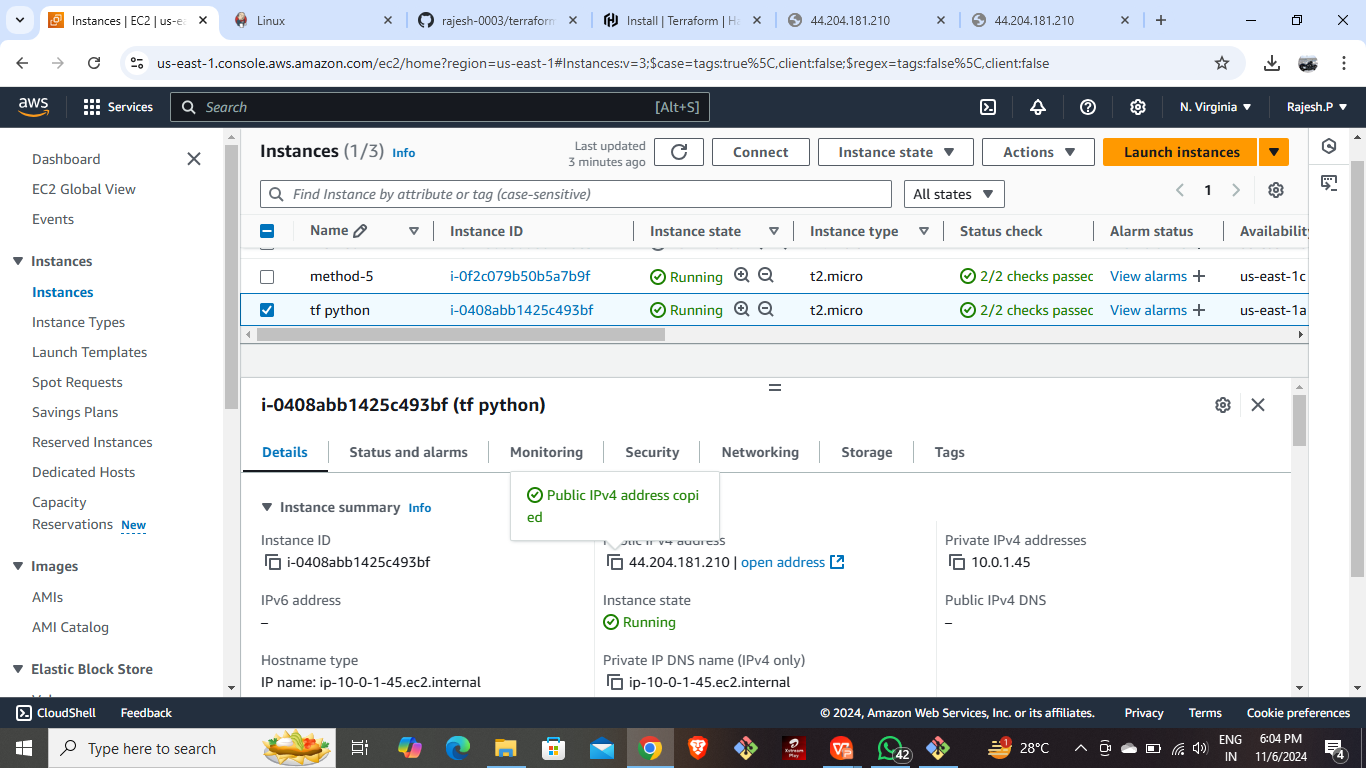 Instances | EC2 | us-eas
Linux
rajesh-0003/terraform
Install | Terraform | Ha
44.204.181.210
44.204.181.210
us-east-1.console.aws.amazon.com/ec2/home?region=us-east-1#Instances:v=3;$case=tags:true%5C,client:false;$regex=tags:false%5C,client:false
aws
Services
Search
[Alt+S]
N. Virginia
Rajesh.P
Dashboard
EC2 Global View
Events
Instances
Instances
Instance Types
Launch Templates
Spot Requests
Savings Plans
Reserved Instances
Dedicated Hosts
Capacity
Reservations New
Images
AMIs
AMI Catalog
Elastic Block Store
Instances (1/3) Info
Last updated
3 minutes ago
Connect
Instance state
Actions
Launch instances
Find Instance by attribute or tag (case-sensitive)
All states
1
Name
Instance ID
Instance state
Instance type
Status check
Alarm status
Availability
method-5
i-0f2c079b50b5a7b9f
Running
t2.micro
2/2 checks passec
View alarms
us-east-1c
tf python
i-0408abb1425c493bf
Running
t2.micro
2/2 checks passec
View alarms
us-east-1a
i-0408abb1425c493bf (tf python)
Details
Status and alarms
Monitoring
Security
Networking
Storage
Tags
Public IPv4 address copi
ed
Instance summary Info
Instance ID
i-0408abb1425c493bf
Public IPv4 address
44.204.181.210 | open address
Private IPv4 addresses
10.0.1.45
IPv6 address
–
Instance state
Running
Public IPv4 DNS
–
Hostname type
IP name: ip-10-0-1-45.ec2.internal
Private IP DNS name (IPv4 only)
ip-10-0-1-45.ec2.internal
CloudShell
Feedback
© 2024, Amazon Web Services, Inc. or its affiliates.
Privacy
Terms
Cookie preferences
Type here to search
42
1
28°C
ENG
IN
6:04 PM
11/6/2024
4